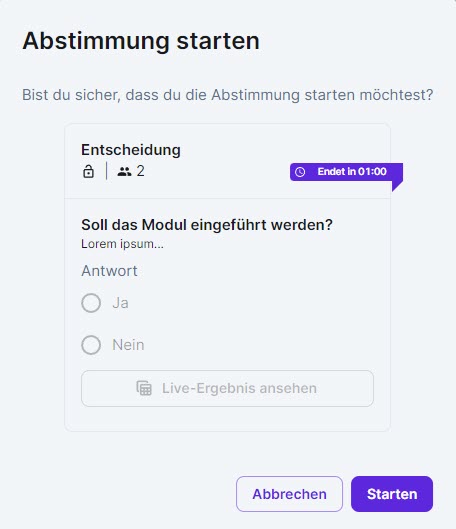 Abstimmung starten
Bist du sicher, dass du die Abstimmung starten möchtest?
Entscheidung
2
Endet in 01:00
Soll das Modul eingeführt werden?
Lorem ipsum...
Antwort
Ja
Nein
Live-Ergebnis ansehen
Abbrechen
Starten